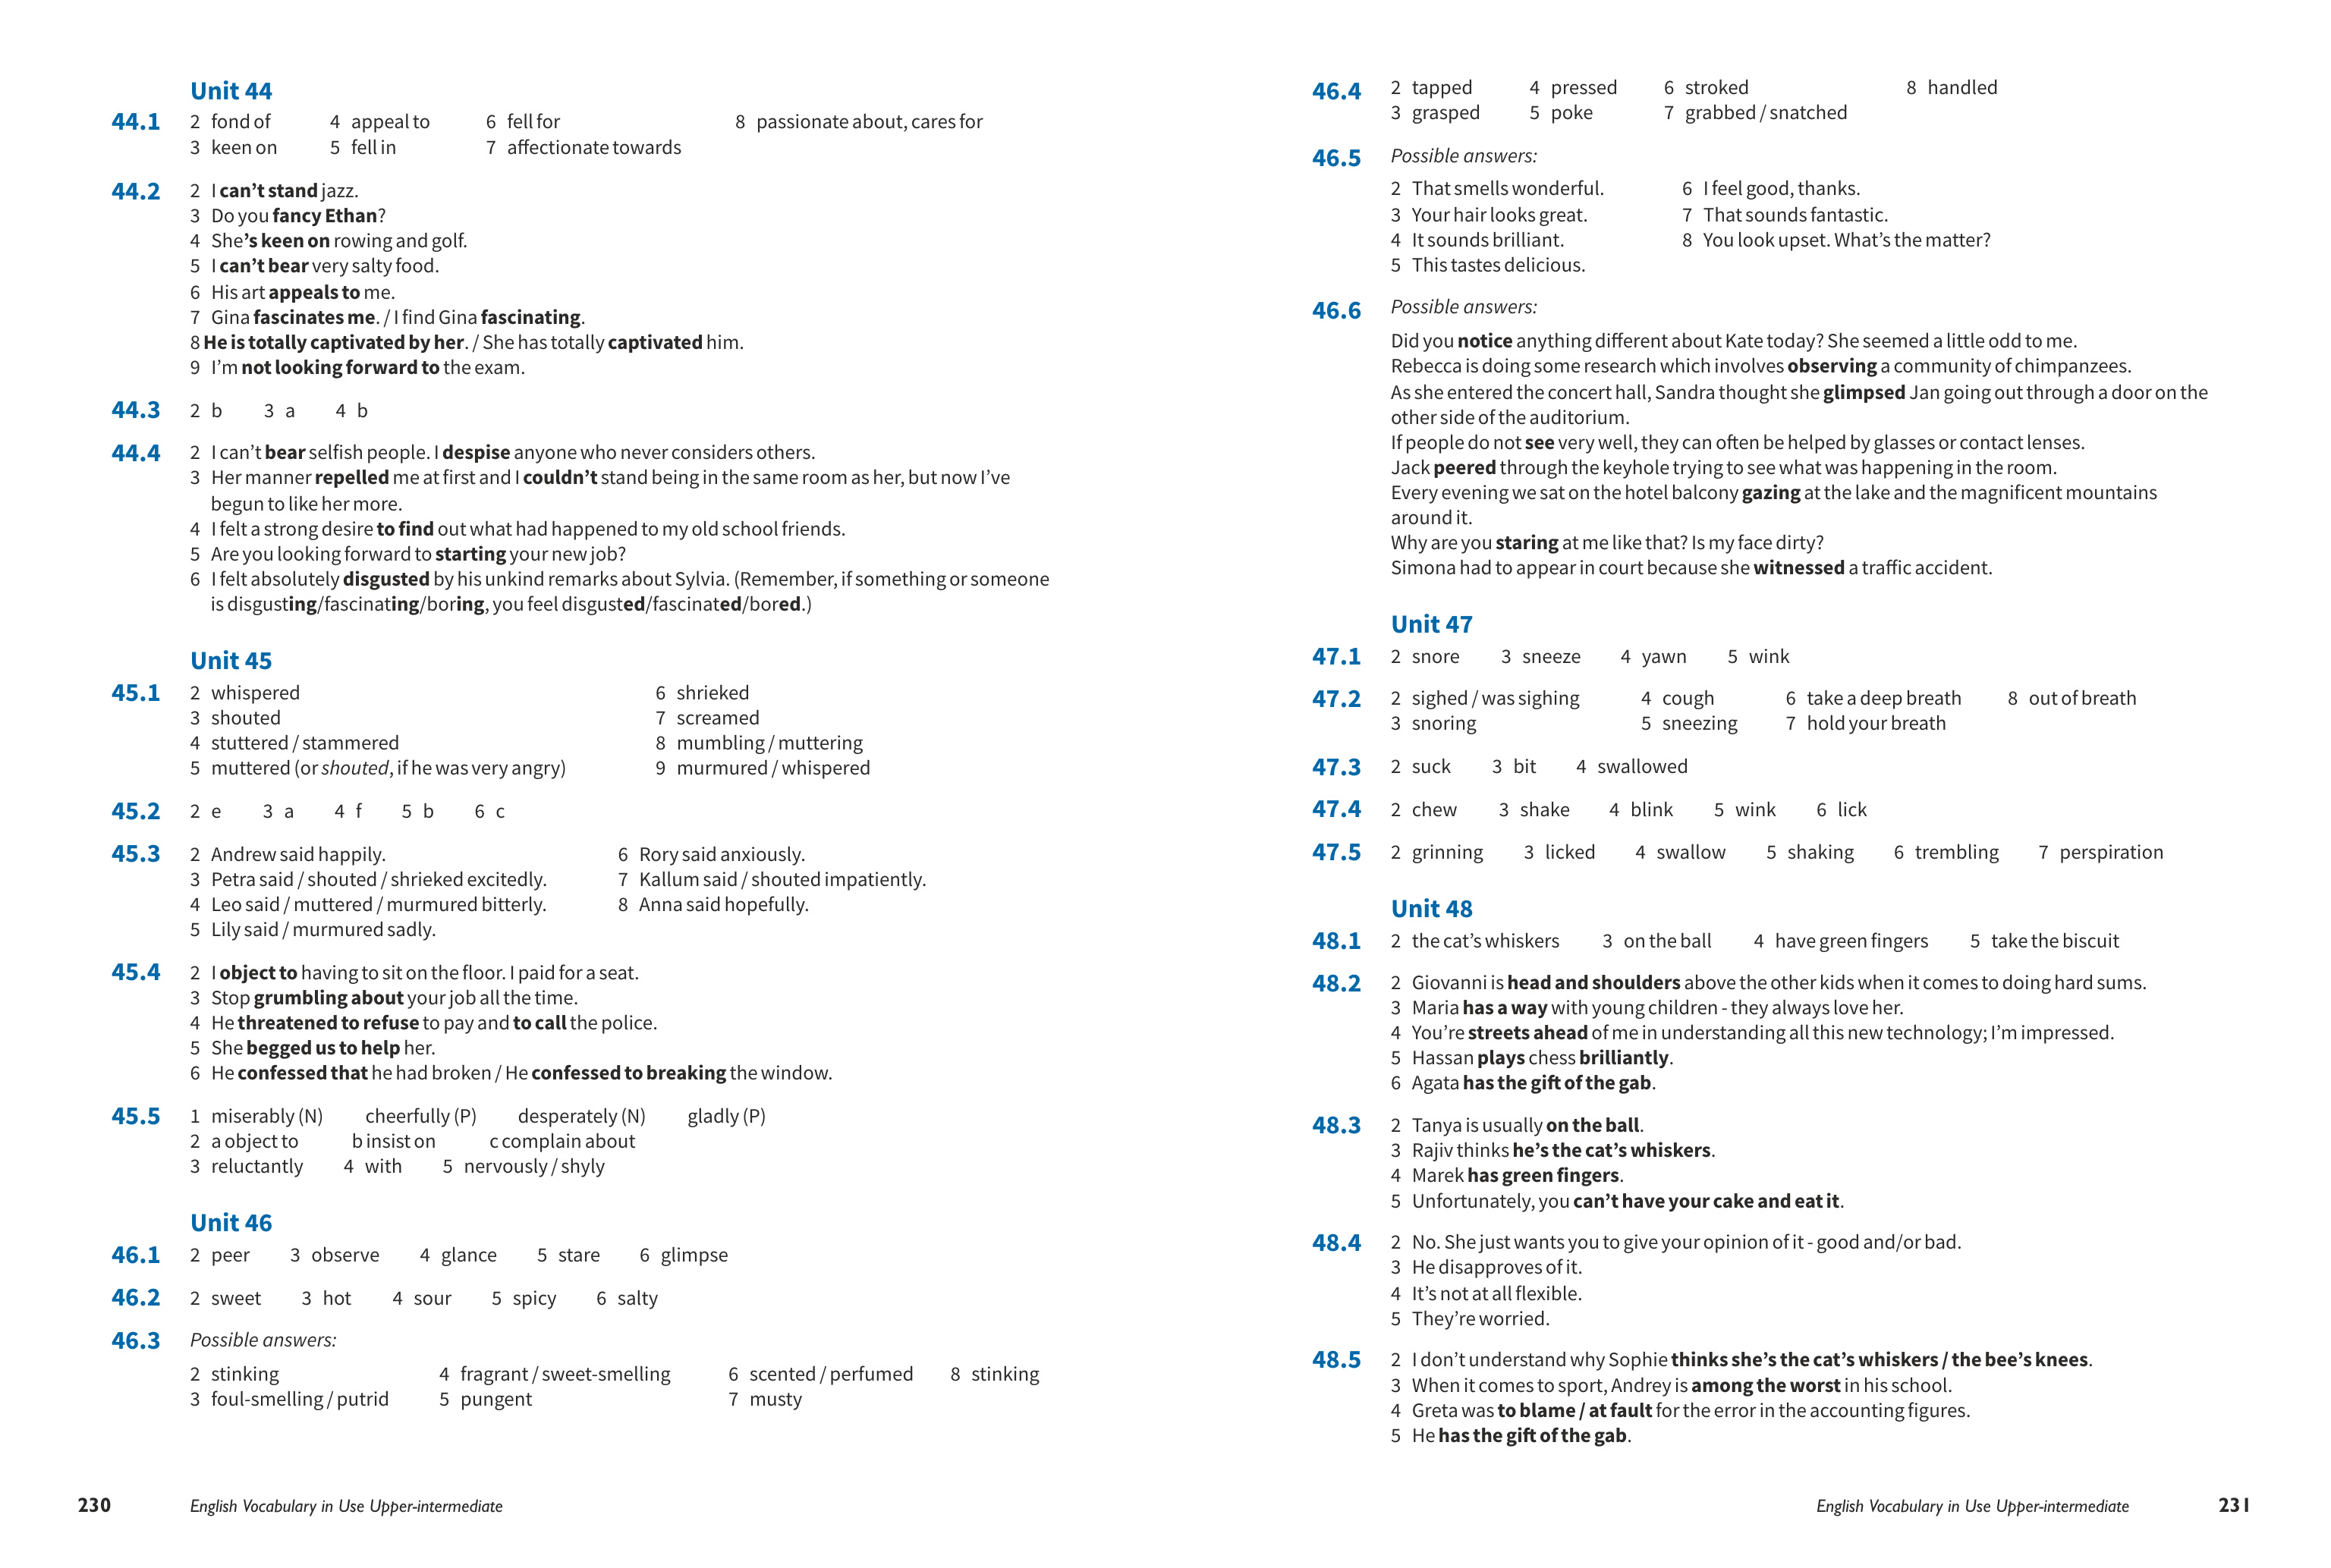 Unit 44
44.1 2 fond of 4 appeal to 6 fell for 8 passionate about, cares for
3 keen on 5 fell in 7 affectionate towards
44.2 2 I can't stand jazz.
3 Do you fancy Ethan?
4 She's keen on rowing and golf.
5 I can't bear very salty food.
6 His art appeals to me.
7 Gina fascinates me. / I find Gina fascinating.
8 He is totally captivated by her. / She has totally captivated him.
9 I'm not looking forward to the exam.
44.3 2 b 3 a 4 b
44.4 2 I can't bear selfish people. I despise anyone who never considers others.
3 Her manner repelled me at first and I couldn't stand being in the same room as her, but now I've
begun to like her more.
4 I felt a strong desire to find out what had happened to my old school friends.
5 Are you looking forward to starting your new job?
6 I felt absolutely disgusted by his unkind remarks about Sylvia. (Remember, if something or someone
is disgusting/fascinating/boring, you feel disgusted/fascinated/bored.)
Unit 45
45.1 2 whispered 6 shrieked
3 shouted 7 screamed
4 stuttered / stammered 8 mumbling / muttering
5 muttered (or shouted, if he was very angry) 9 murmured / whispered
45.2 2 e 3 a 4 f 5 b 6 c
45.3 2 Andrew said happily. 6 Rory said anxiously.
3 Petra said / shouted / shrieked excitedly. 7 Kallum said / shouted impatiently.
4 Leo said / muttered / murmured bitterly. 8 Anna said hopefully.
5 Lily said / murmured sadly.
45.4 2 I object to having to sit on the floor. I paid for a seat.
3 Stop grumbling about your job all the time.
4 He threatened to refuse to pay and to call the police.
5 She begged us to help her.
6 He confessed that he had broken / He confessed to breaking the window.
45.5 1 miserably (N) cheerfully (P) desperately (N) gladly (P)
2 a object to b insist on c complain about
3 reluctantly 4 with 5 nervously / shyly
Unit 46
46.1 2 peer 3 observe 4 glance 5 stare 6 glimpse
46.2 2 sweet 3 hot 4 sour 5 spicy 6 salty
46.3 Possible answers:
2 stinking 4 fragrant / sweet-smelling 6 scented / perfumed 8 stinking
3 foul-smelling / putrid 5 pungent 7 musty
230 English Vocabulary in Use Upper-intermediate
46.4 2 tapped 4 pressed 6 stroked 8 handled
3 grasped 5 poke 7 grabbed / snatched
46.5 Possible answers:
2 That smells wonderful. 6 I feel good, thanks.
3 Your hair looks great. 7 That sounds fantastic.
4 It sounds brilliant. 8 You look upset. What's the matter?
5 This tastes delicious.
46.6 Possible answers:
Did you notice anything different about Kate today? She seemed a little odd to me.
Rebecca is doing some research which involves observing a community of chimpanzees.
As she entered the concert hall, Sandra thought she glimpsed Jan going out through a door on the
other side of the auditorium.
If people do not see very well, they can often be helped by glasses or contact lenses.
Jack peered through the keyhole trying to see what was happening in the room.
Every evening we sat on the hotel balcony gazing at the lake and the magnificent mountains
around it.
Why are you staring at me like that? Is my face dirty?
Simona had to appear in court because she witnessed a traffic accident.
Unit 47
47.1 2 snore 3 sneeze 4 yawn 5 wink
47.2 2 sighed / was sighing 4 cough 6 take a deep breath 8 out of breath
3 snoring 5 sneezing 7 hold your breath
47.3 2 suck 3 bit 4 swallowed
47.4 2 chew 3 shake 4 blink 5 wink 6 lick
47.5 2 grinning 3 licked 4 swallow 5 shaking 6 trembling 7 perspiration
Unit 48
48.1 2 the cat's whiskers 3 on the ball 4 have green fingers 5 take the biscuit
48.2 2 Giovanni is head and shoulders above the other kids when it comes to doing hard sums.
3 Maria has a way with young children - they always love her.
4 You're streets ahead of me in understanding all this new technology; I'm impressed.
5 Hassan plays chess brilliantly.
6 Agata has the gift of the gab.
48.3 2 Tanya is usually on the ball.
3 Rajiv thinks he's the cat's whiskers.
4 Marek has green fingers.
5 Unfortunately, you can't have your cake and eat it.
48.4 2 No. She just wants you to give your opinion of it - good and/or bad.
3 He disapproves of it.
4 It's not at all flexible.
5 They're worried.
48.5 2 I don't understand why Sophie thinks she's the cat's whiskers / the bee's knees.
3 When it comes to sport, Andrey is among the worst in his school.
4 Greta was to blame / at fault for the error in the accounting figures.
5 He has the gift of the gab.
English Vocabulary in Use Upper-intermediate 231